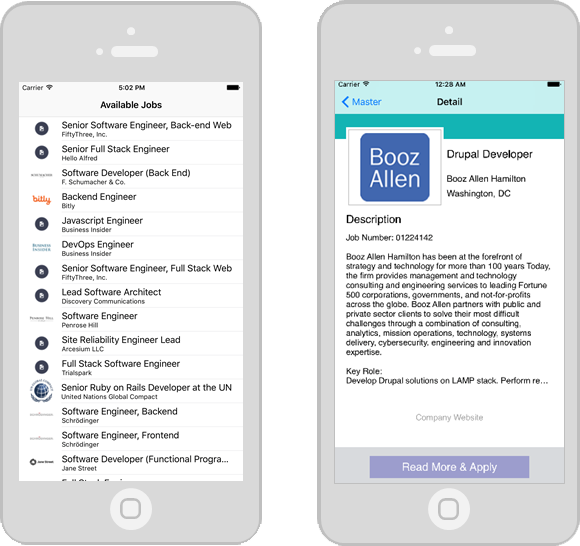 Carrier 5:02 PM
Available Jobs
Senior Software Engineer, Back-end Web
FiftyThree, Inc.
Senior Full Stack Engineer
Hello Alfred
Software Developer (Back End)
F. Schumacher & Co.
bitly
Backend Engineer
Bitly
Javascript Engineer
Business Insider
BUSINESS
INSIDER
DevOps Engineer
Business Insider
Senior Software Engineer, Full Stack Web
FiftyThree, Inc.
Lead Software Architect
Discovery Communications
PENROSE HILL
Software Engineer
Penrose Hill
Site Reliability Engineer Lead
Arcesium LLC
Full Stack Software Engineer
Trialspark
Senior Ruby on Rails Developer at the UN
United Nations Global Compact
Software Engineer, Backend
Schrödinger
Software Engineer, Frontend
Schrödinger
Jane Street
Software Developer (Functional Progra...
Jane Street
Carrier 12:28 AM
Master
Detail
Booz
Allen
Drupal Developer
Booz Allen Hamilton
Washington, DC
Description
Job Number: 01224142
Booz Allen Hamilton has been at the forefront of
strategy and technology for more than 100 years Today,
the firm provides management and technology
consulting and engineering services to leading Fortune
500 corporations, governments, and not-for-profits
across the globe. Booz Allen partners with public and
private sector clients to solve their most difficult
challenges through a combination of consulting,
analytics, mission operations, technology, systems
delivery, cybersecurity, engineering and innovation
expertise.
Key Role:
Develop Drupal solutions on LAMP stack. Perform re...
Company Website
Read More & Apply